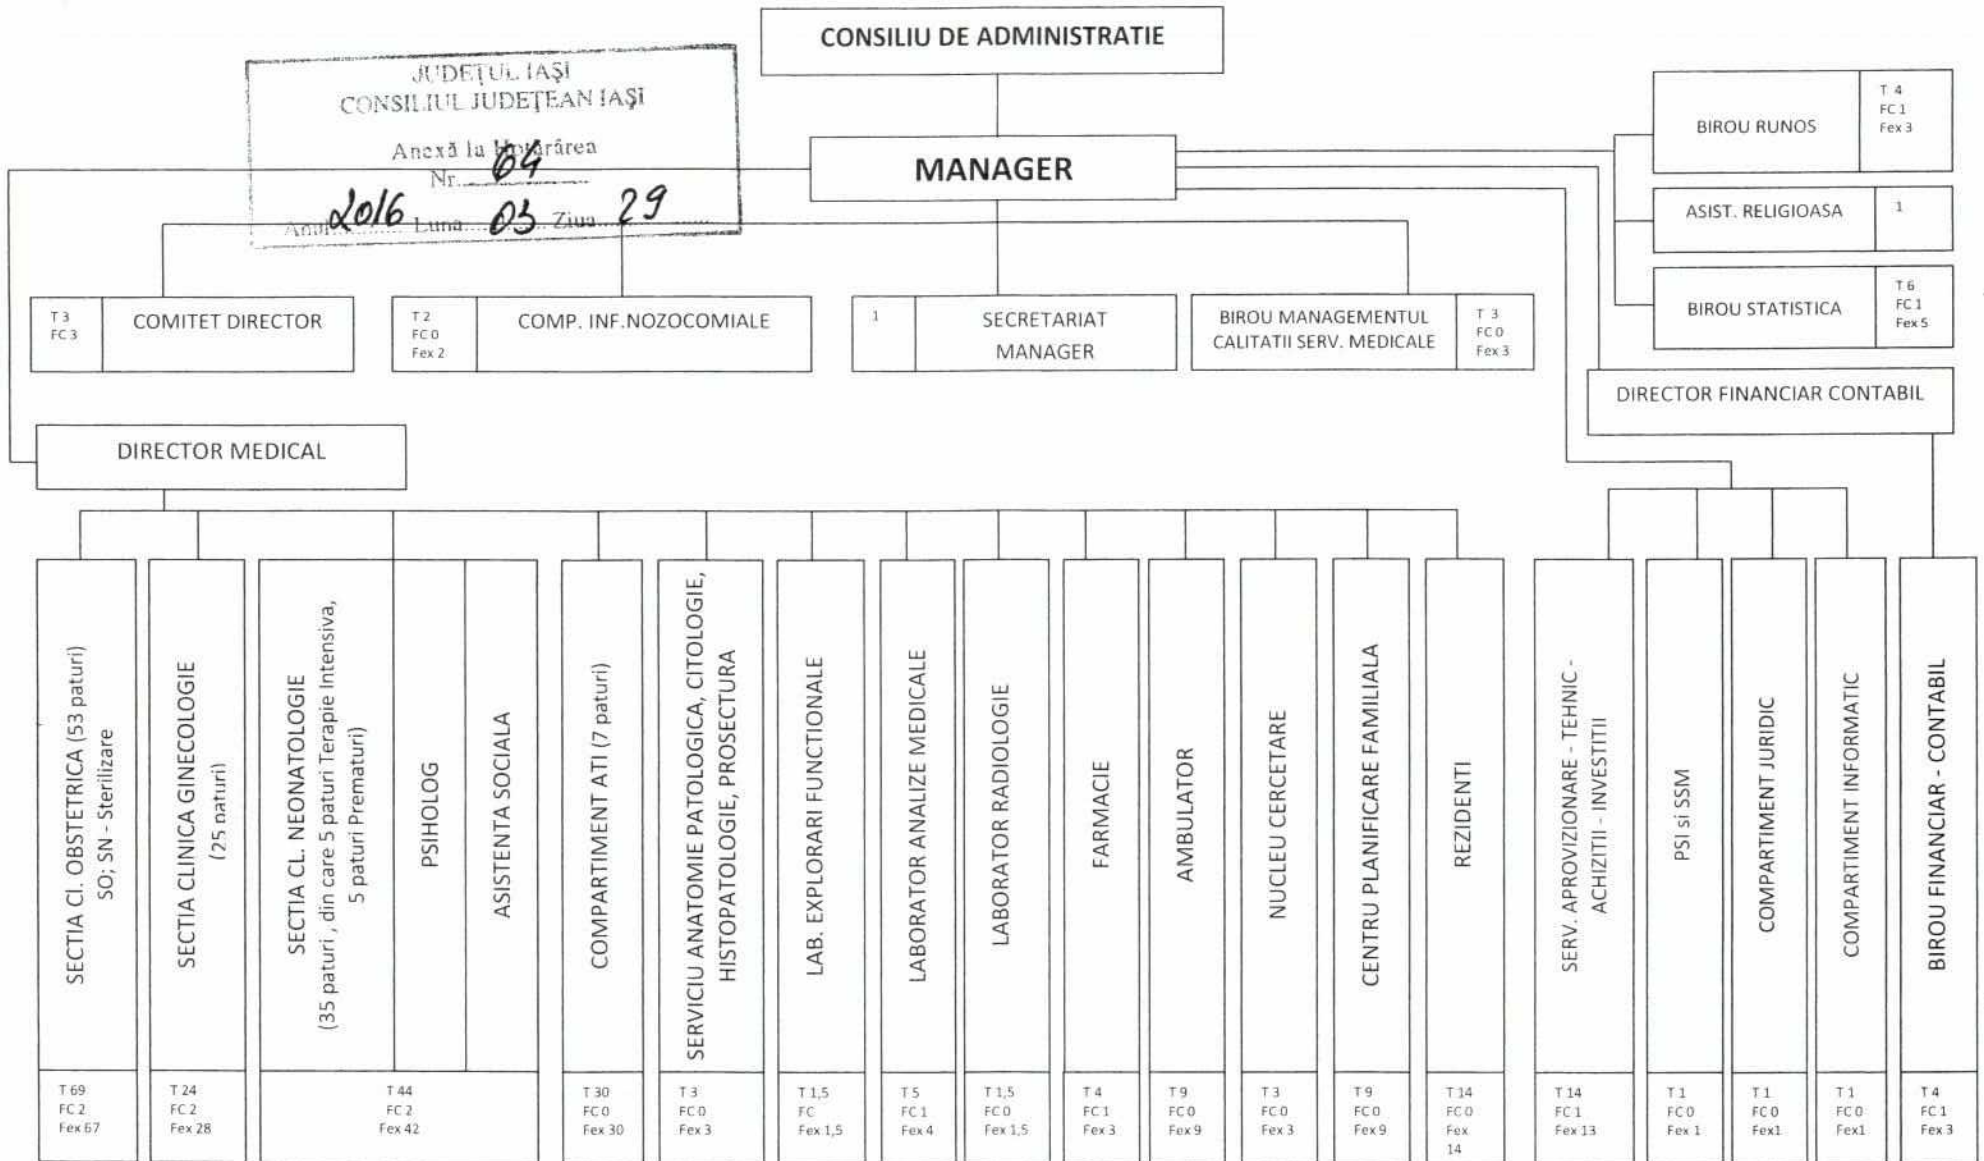 CONSILIU DE ADMINISTRATIE
JUDEȚUL IAȘI
CONSILIUL JUDEȚEAN IAȘI
Anexă la Hotărârea
Nr. 64
Anul 2016 Luna 03 Ziua 29
MANAGER
BIROU RUNOS
T 4
FC 1
Fex 3
ASIST. RELIGIOASA
1
BIROU STATISTICA
T 6
FC 1
Fex 5
T 3
FC 3
COMITET DIRECTOR
T 2
FC 0
Fex 2
COMP. INF.NOZOCOMIALE
1
SECRETARIAT
MANAGER
BIROU MANAGEMENTUL
CALITATII SERV. MEDICALE
T 3
FC 0
Fex 3
DIRECTOR FINANCIAR CONTABIL
DIRECTOR MEDICAL
SECTIA Cl. OBSTETRICA (53 paturi)
SO; SN - Sterilizare
T 69
FC 2
Fex 67
SECTIA CLINICA GINECOLOGIE
(25 paturi)
T 24
FC 2
Fex 28
SECTIA CL. NEONATOLOGIE
(35 paturi , din care 5 paturi Terapie Intensiva,
5 paturi Prematuri)
PSIHOLOG
ASISTENTA SOCIALA
T 44
FC 2
Fex 42
COMPARTIMENT ATI (7 paturi)
T 30
FC 0
Fex 30
SERVICIU ANATOMIE PATOLOGICA, CITOLOGIE,
HISTOPATOLOGIE, PROSECTURA
T 3
FC 0
Fex 3
LAB. EXPLORARI FUNCTIONALE
T 1,5
FC
Fex 1,5
LABORATOR ANALIZE MEDICALE
T 5
FC 1
Fex 4
LABORATOR RADIOLOGIE
T 1,5
FC 0
Fex 1,5
FARMACIE
T 4
FC 1
Fex 3
AMBULATOR
T 9
FC 0
Fex 9
NUCLEU CERCETARE
T 3
FC 0
Fex 3
CENTRU PLANIFICARE FAMILIALA
T 9
FC 0
Fex 9
REZIDENTI
T 14
FC 0
Fex
14
SERV. APROVIZIONARE - TEHNIC -
ACHIZITII - INVESTITII
T 14
FC 1
Fex 13
PSI si SSM
T 1
FC 0
Fex 1
COMPARTIMENT JURIDIC
T 1
FC 0
Fex1
COMPARTIMENT INFORMATIC
T 1
FC 0
Fex1
BIROU FINANCIAR - CONTABIL
T 4
FC 1
Fex 3